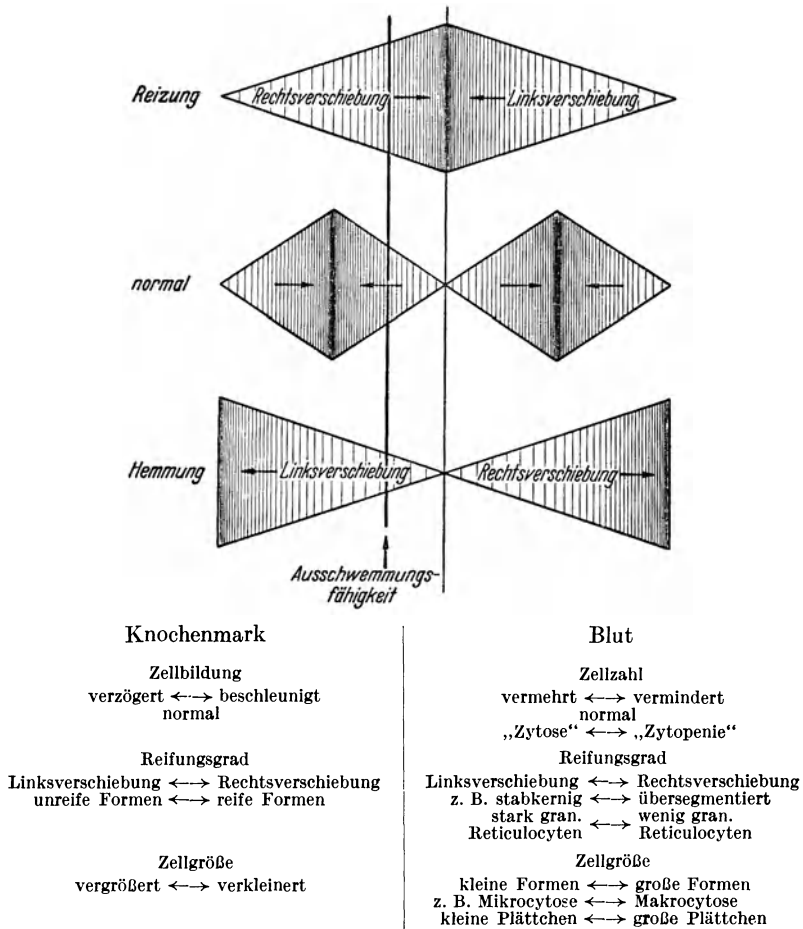 Reizung
Rechtsverschiebung
Linksverschiebung
normal
Hemmung
Linksverschiebung
Rechtsverschiebung
Ausschwemmungs-
fähigkeit
Knochenmark
Zellbildung
verzögert ←→ beschleunigt
normal
Reifungsgrad
Linksverschiebung ←→ Rechtsverschiebung
unreife Formen ←→ reife Formen
Zellgröße
vergrößert ←→ verkleinert
Blut
Zellzahl
vermehrt ←→ vermindert
normal
„Zytose“ ←→ „Zytopenie“
Reifungsgrad
Linksverschiebung ←→ Rechtsverschiebung
z. B. stabkernig ←→ übersegmentiert
stark gran. ←→ wenig gran.
Reticulocyten Reticulocyten
Zellgröße
kleine Formen ←→ große Formen
z. B. Mikrocytose ←→ Makrocytose
kleine Plättchen ←→ große Plättchen